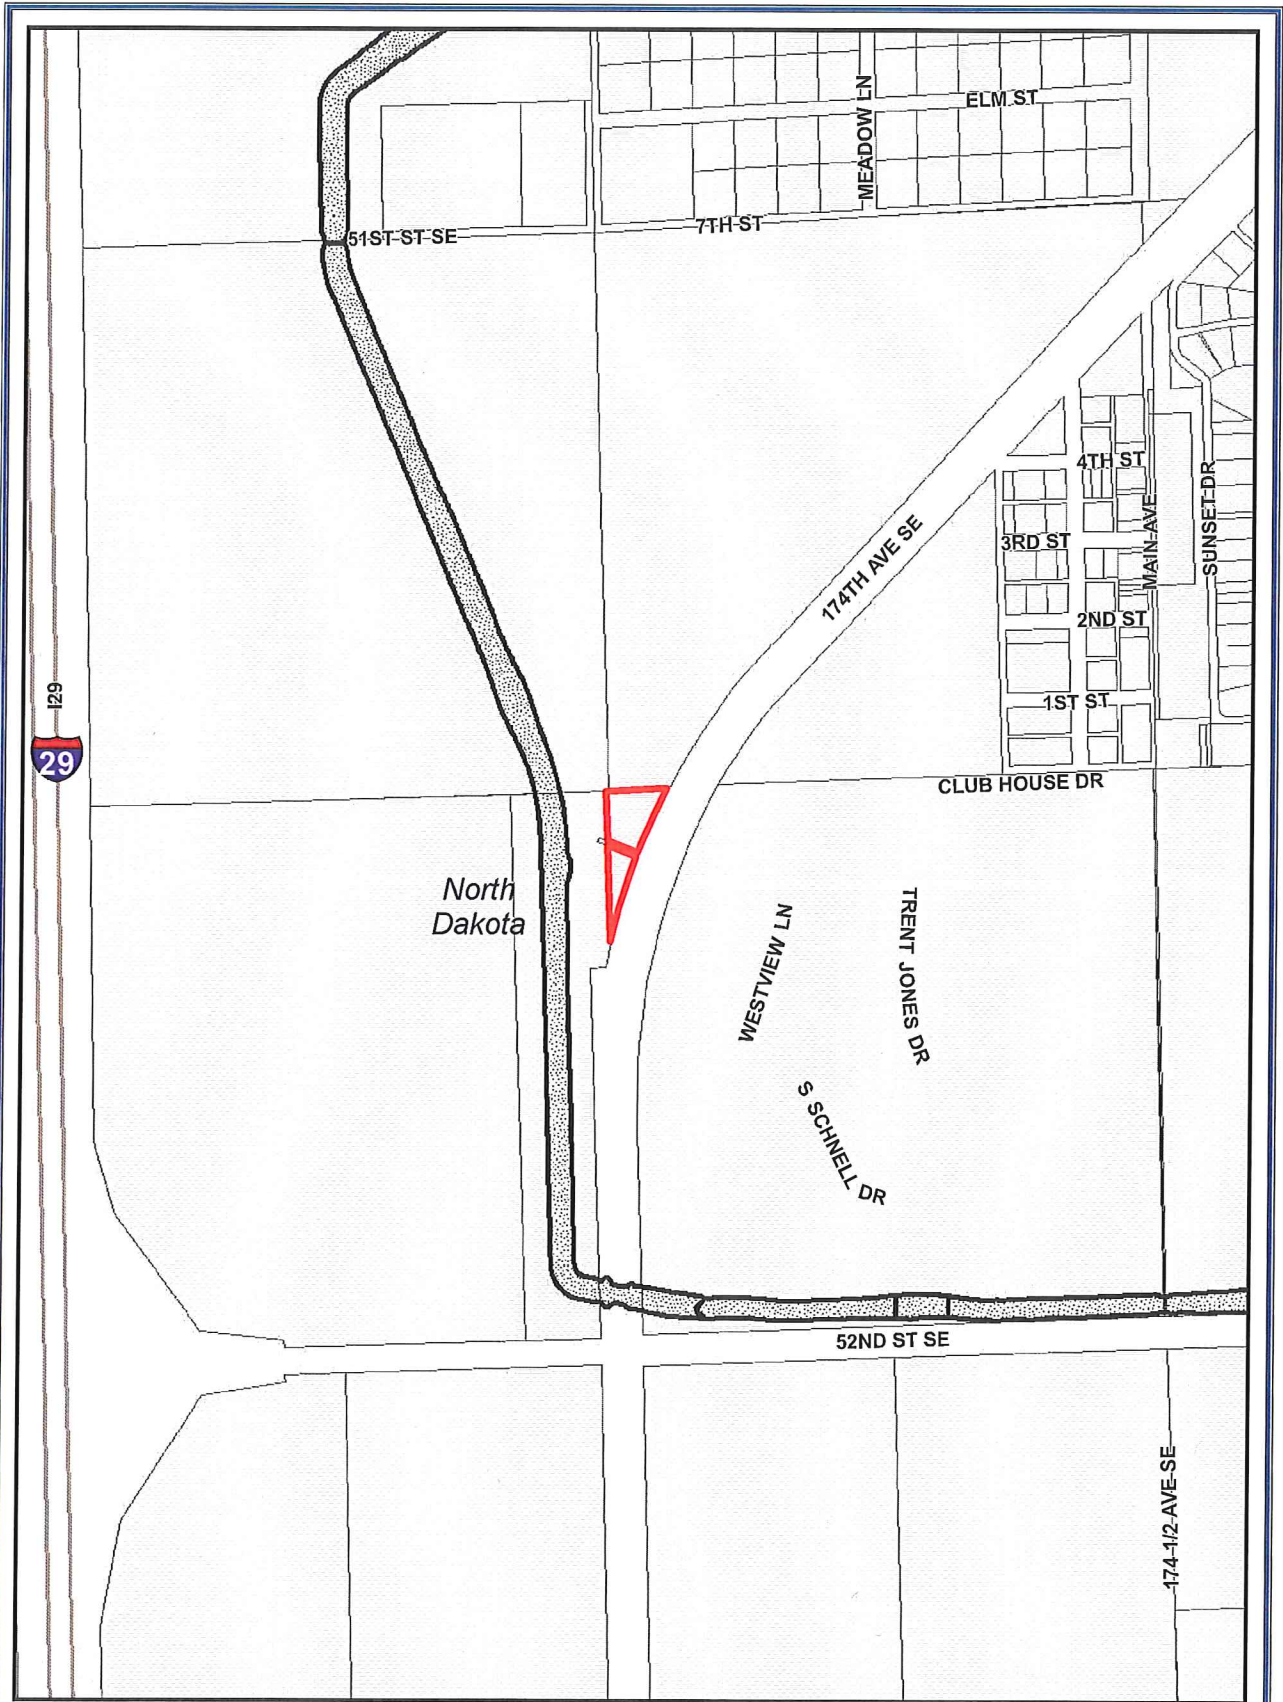 MEADOW LN
ELM ST
7TH ST
51ST ST SE
4TH ST
SUNSET DR
MAIN AVE
3RD ST
174TH AVE SE
2ND ST
1ST ST
I29
29
CLUB HOUSE DR
North
Dakota
WESTVIEW LN
TRENT JONES DR
S SCHNELL DR
52ND ST SE
174-1/2 AVE SE